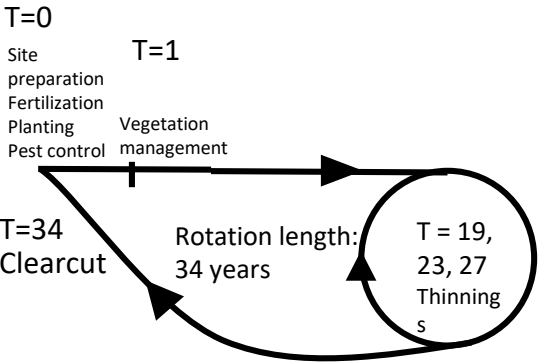 T=0
Site
preparation
Fertilization
Planting
Pest control
T=1
Vegetation
management
T=34
Clearcut
Rotation length:
34 years
T = 19,
23, 27
Thinning
s